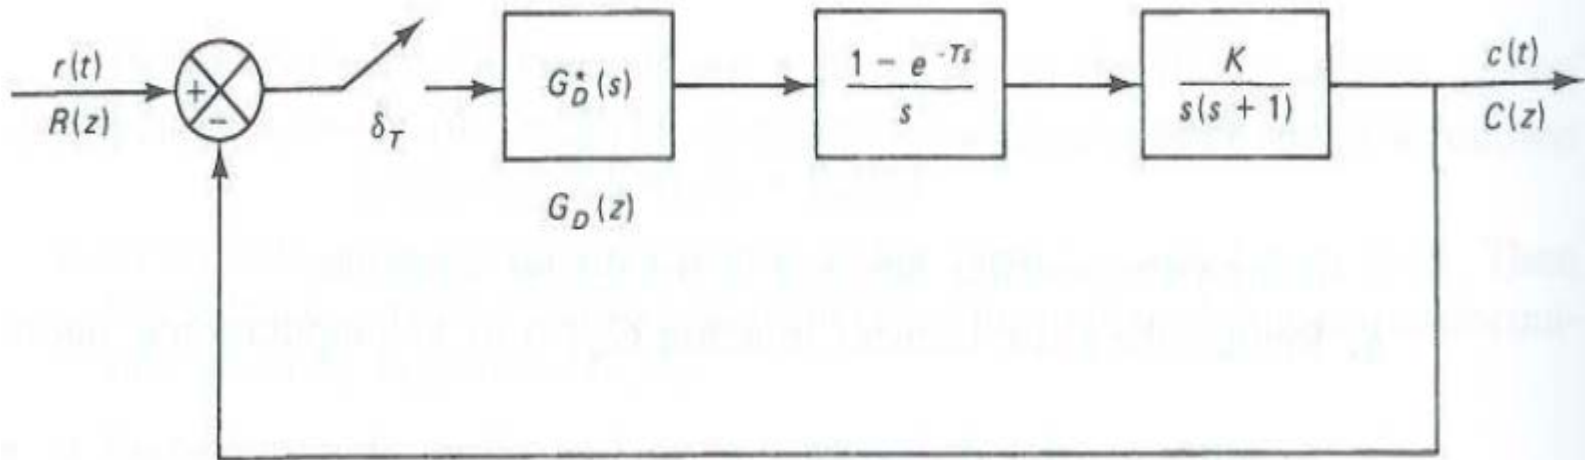 r(t)
R(z)
+
−
δ_T
G*_D(s)
G_D(z)
1 − e^{-Ts}
s
K
s(s + 1)
c(t)
C(z)